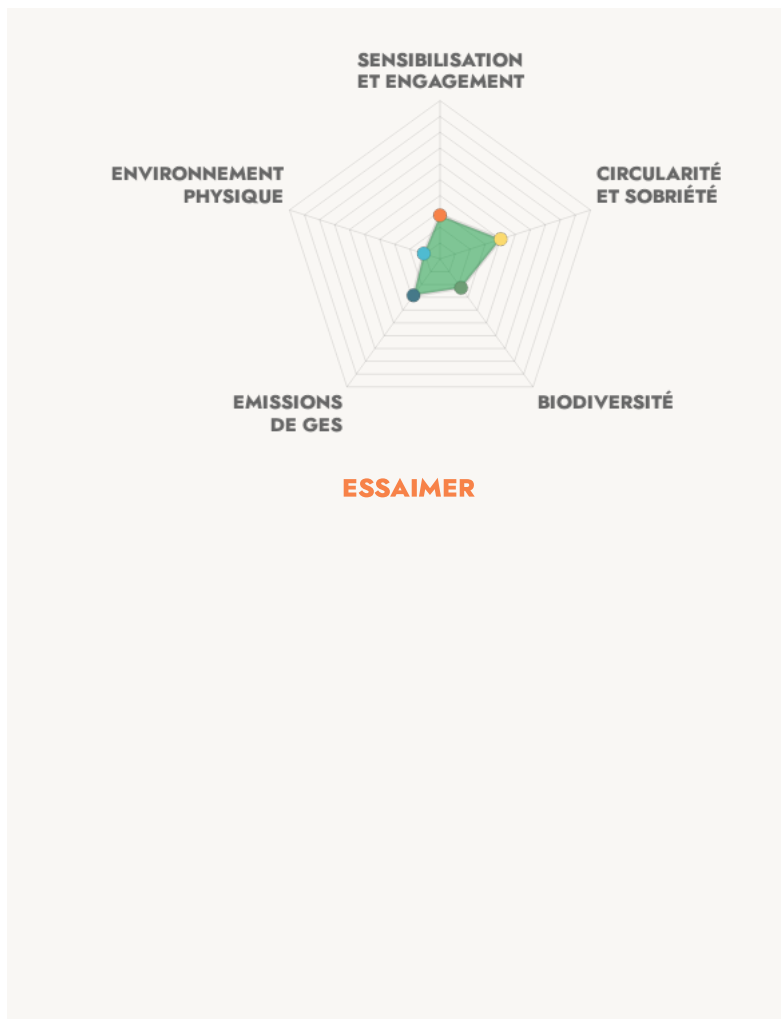 SENSIBILISATION
ET ENGAGEMENT
ENVIRONNEMENT
PHYSIQUE
CIRCULARITÉ
ET SOBRIÉTÉ
EMISSIONS
DE GES
BIODIVERSITÉ
ESSAIMER